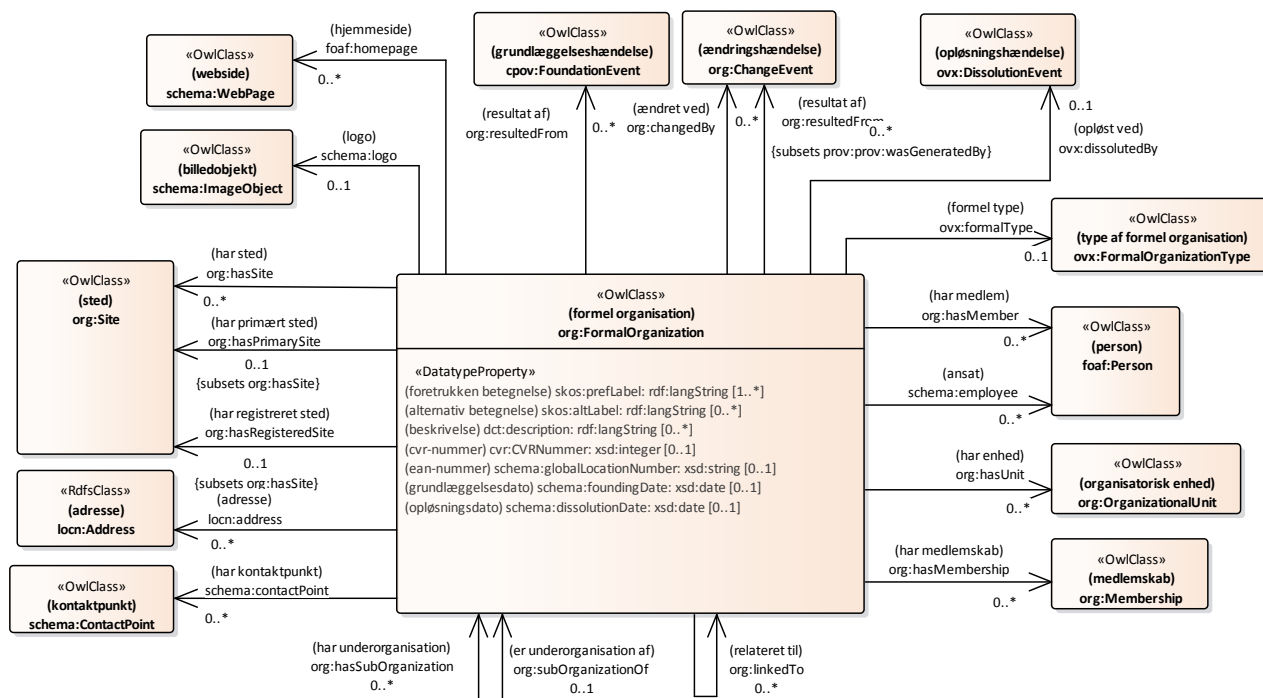 (hjemmeside)
foaf:homepage
0..*
«OwlClass»
(webside)
schema:WebPage
«OwlClass»
(grundlæggelseshændelse)
cpov:FoundationEvent
«OwlClass»
(ændringshændelse)
org:ChangeEvent
«OwlClass»
(opløsningshændelse)
ovx:DissolutionEvent
(logo)
schema:logo
0..1
«OwlClass»
(billedobjekt)
schema:ImageObject
(resultat af)
org:resultedFrom
0..*
(ændret ved)
org:changedBy
0..*
(resultat af)
org:resultedFrom
0..*
{subsets prov:prov:wasGeneratedBy}
0..1
(opløst ved)
ovx:dissolutedBy
(formel type)
ovx:formalType
0..1
«OwlClass»
(type af formel organisation)
ovx:FormalOrganizationType
«OwlClass»
(sted)
org:Site
(har sted)
org:hasSite
0..*
(har primært sted)
org:hasPrimarySite
0..1
{subsets org:hasSite}
(har registreret sted)
org:hasRegisteredSite
0..1
{subsets org:hasSite}
«OwlClass»
(formel organisation)
org:FormalOrganization
«DatatypeProperty»
(foretrukken betegnelse) skos:prefLabel: rdf:langString [1..*]
(alternativ betegnelse) skos:altLabel: rdf:langString [0..*]
(beskrivelse) dct:description: rdf:langString [0..*]
(cvr-nummer) cvr:CVRNummer: xsd:integer [0..1]
(ean-nummer) schema:globalLocationNumber: xsd:string [0..1]
(grundlæggelsesdato) schema:foundingDate: xsd:date [0..1]
(opløsningsdato) schema:dissolutionDate: xsd:date [0..1]
(har medlem)
org:hasMember
0..*
«OwlClass»
(person)
foaf:Person
(ansat)
schema:employee
0..*
(har enhed)
org:hasUnit
0..*
«OwlClass»
(organisatorisk enhed)
org:OrganizationalUnit
(adresse)
locn:address
0..*
«RdfsClass»
(adresse)
locn:Address
(har kontaktpunkt)
schema:contactPoint
0..*
«OwlClass»
(kontaktpunkt)
schema:ContactPoint
(har medlemskab)
org:hasMembership
0..*
«OwlClass»
(medlemskab)
org:Membership
(har underorganisation)
org:hasSubOrganization
0..*
(er underorganisation af)
org:subOrganizationOf
0..1
(relateret til)
org:linkedTo
0..*